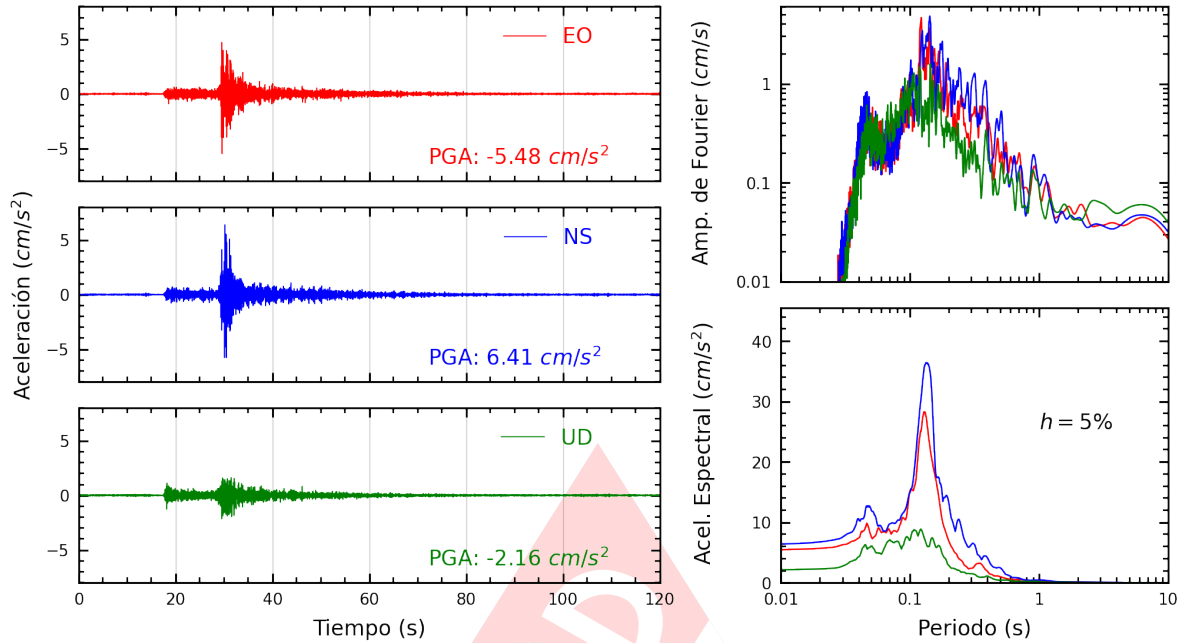 Aceleración (cm/s²)
5
0
−5
EO
PGA: -5.48 cm/s²
5
0
−5
NS
PGA: 6.41 cm/s²
5
0
−5
UD
PGA: -2.16 cm/s²
0 20 40 60 80 100 120
Tiempo (s)
Amp. de Fourier (cm/s)
1
0.1
0.01
Acel. Espectral (cm/s²)
40
30
20
10
0
h = 5%
0.01 0.1 1 10
Periodo (s)